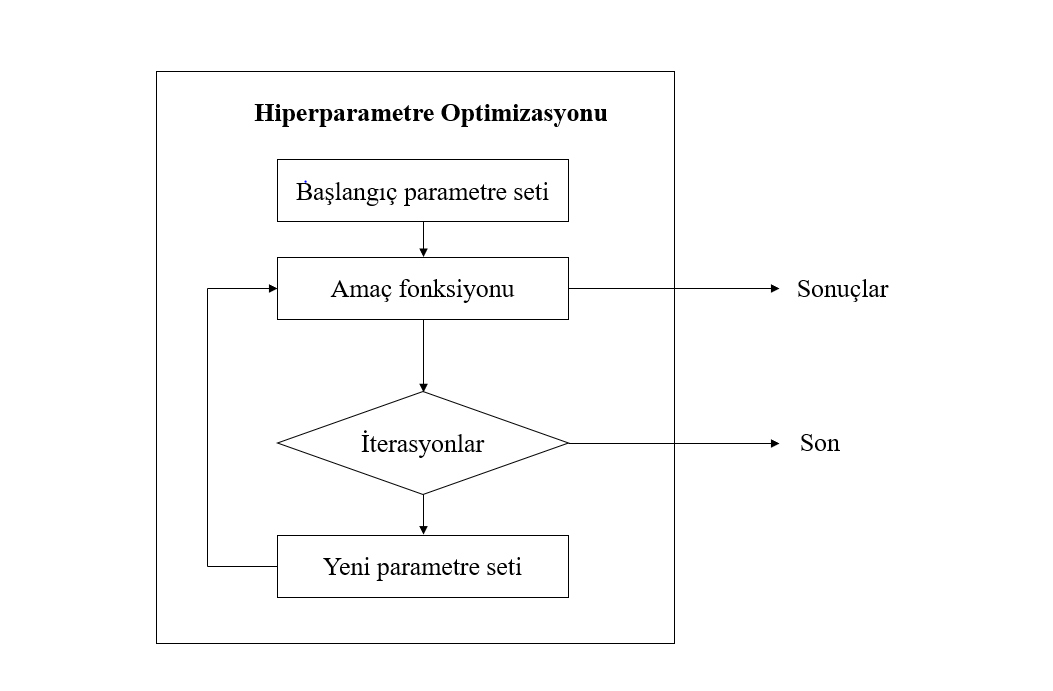 Hiperparametre Optimizasyonu
Başlangıç parametre seti
Amaç fonksiyonu
Sonuçlar
İterasyonlar
Son
Yeni parametre seti